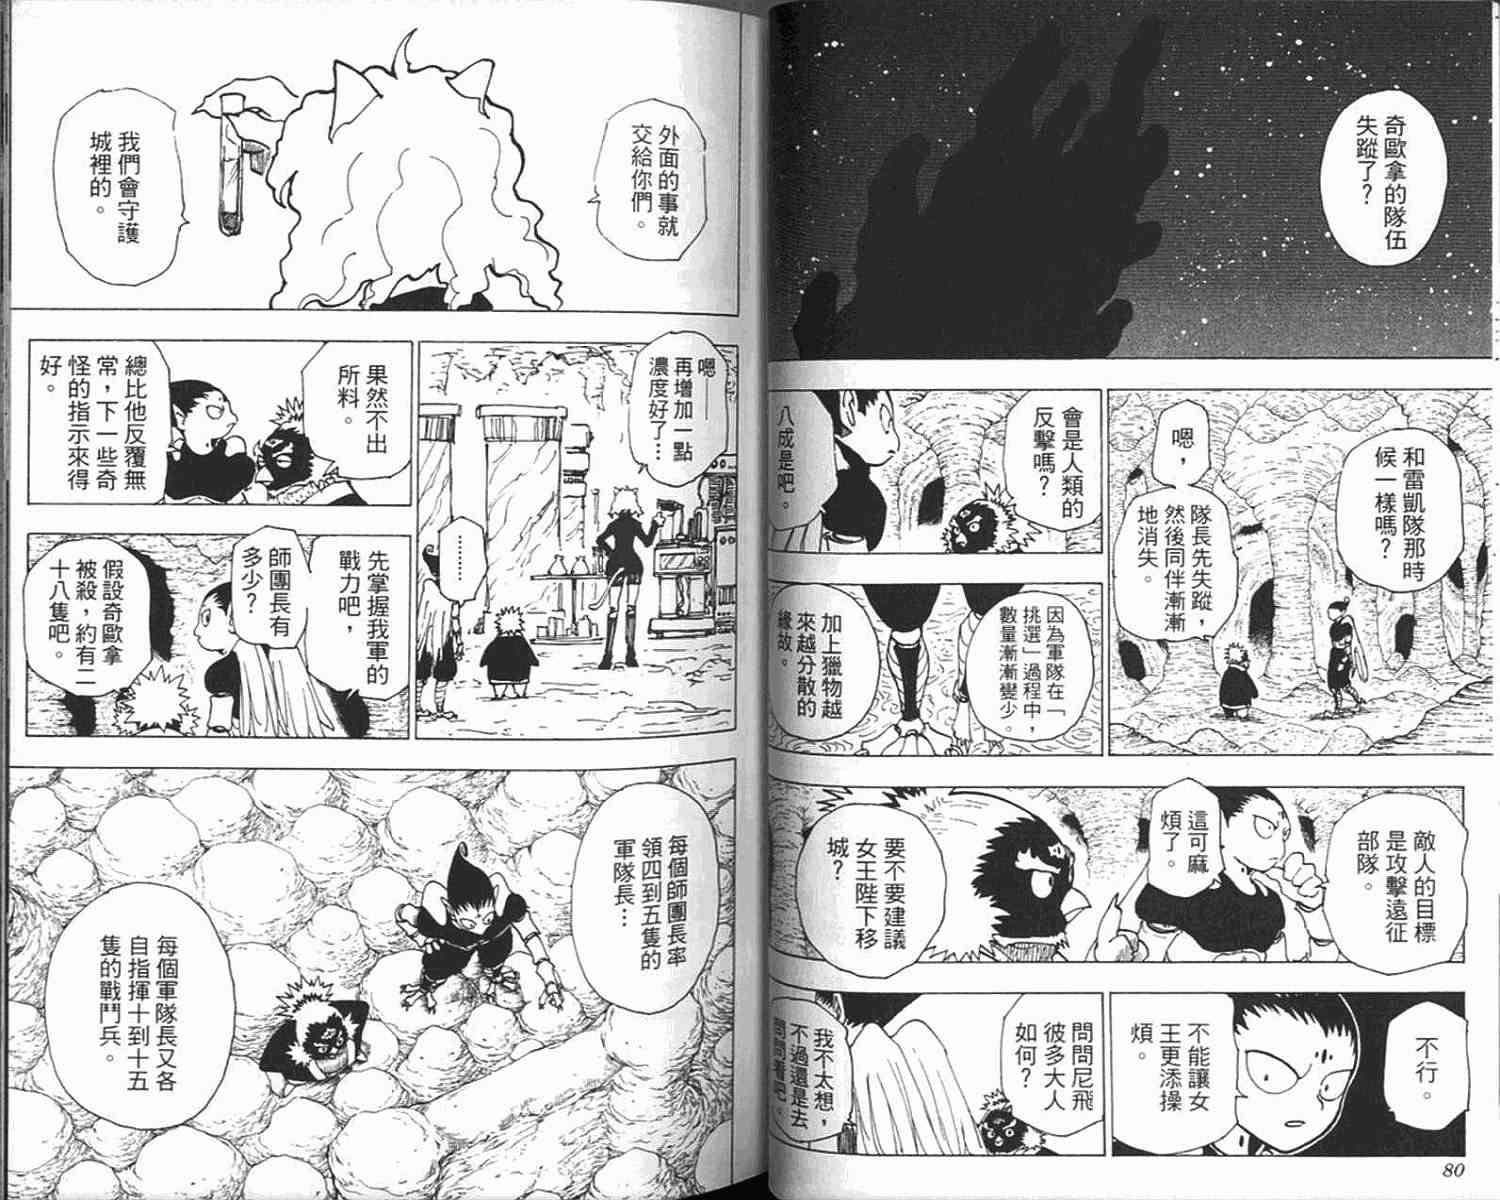 奇歐拿的隊伍
失蹤了?
和雷凱隊那時
候一樣嗎?
嗯,
隊長先失蹤,
然後同伴漸漸
地消失。
會是人類的
反擊嗎?
八成是吧。
因為軍隊在「
挑選」過程中,
數量漸漸變少。
加上獵物越
來越分散的
緣故。
敵人的目標
是攻擊遠征
部隊。
這可麻
煩了。
要不要建議
女王陛下移
城?
不行。
不能讓女
王更添操
煩。
問問尼飛
彼多大人
如何?
我不太想,
不過還是去
問問看吧。
80
外面的事就
交給你們。
我們會守護
城裡的。
嗯——
再增加一點
濃度好了…
………
果然不出
所料。
總比他反覆無
常,下一些奇
怪的指示來得
好。
先掌握我軍的
戰力吧,
師團長有
多少?
假設奇歐拿
被殺,約有二
十八隻吧。
每個師團長率
領四到五隻的
軍隊長…
每個軍隊長又各
自指揮十到十五
隻的戰鬥兵。